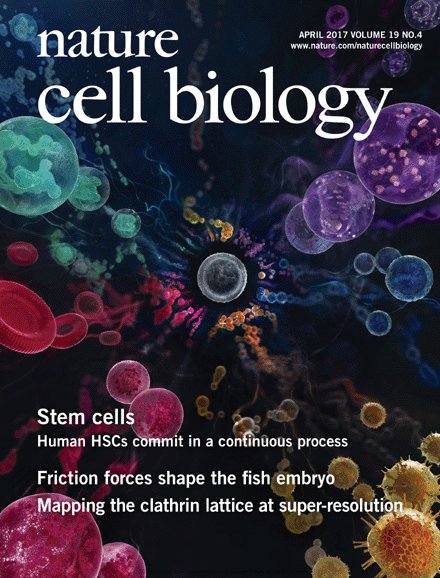 nature
cell biology
APRIL 2017 VOLUME 19 NO.4
www.nature.com/naturecellbiology
Stem cells
Human HSCs commit in a continuous process
Friction forces shape the fish embryo
Mapping the clathrin lattice at super-resolution